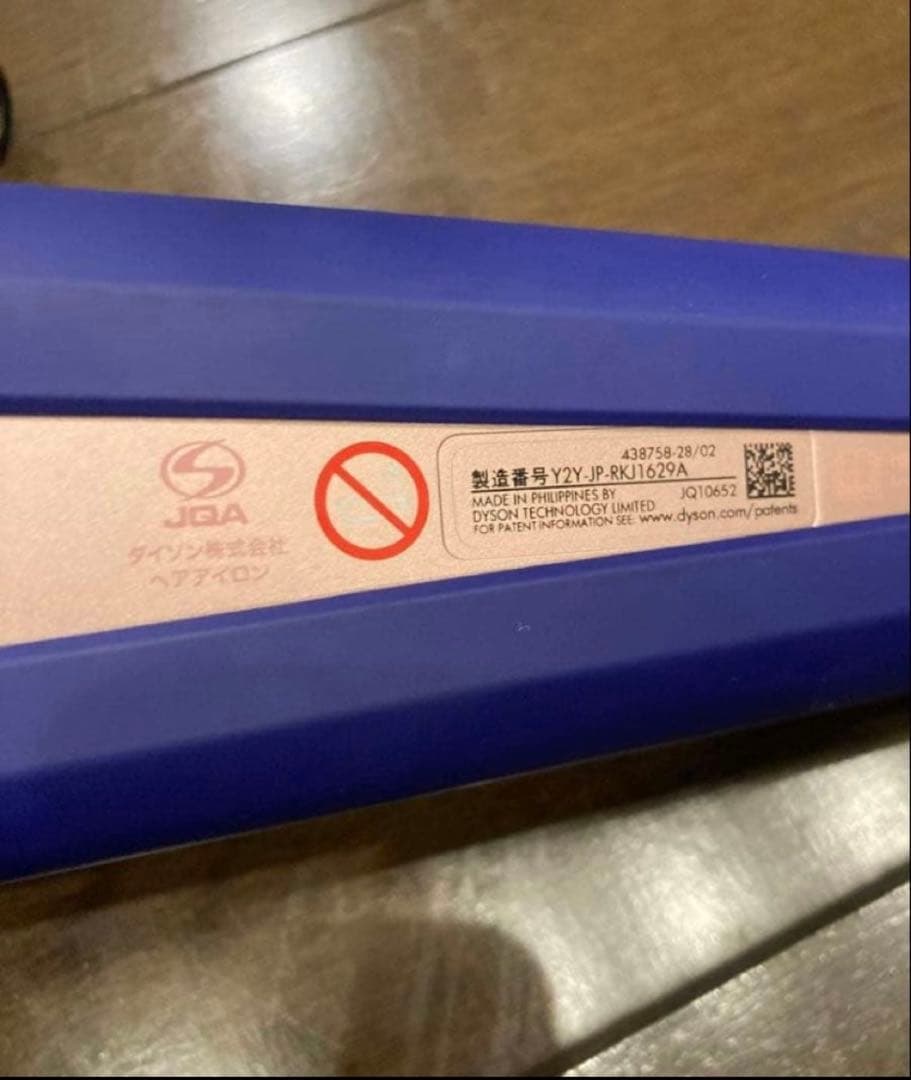 JQA
ダイソン株式会社
ヘアアイロン
438758-28/02
製造番号Y2Y-JP-RKJ1629A
MADE IN PHILIPPINES BY JQ10652
DYSON TECHNOLOGY LIMITED
FOR PATENT INFORMATION SEE: www.dyson.com/patents